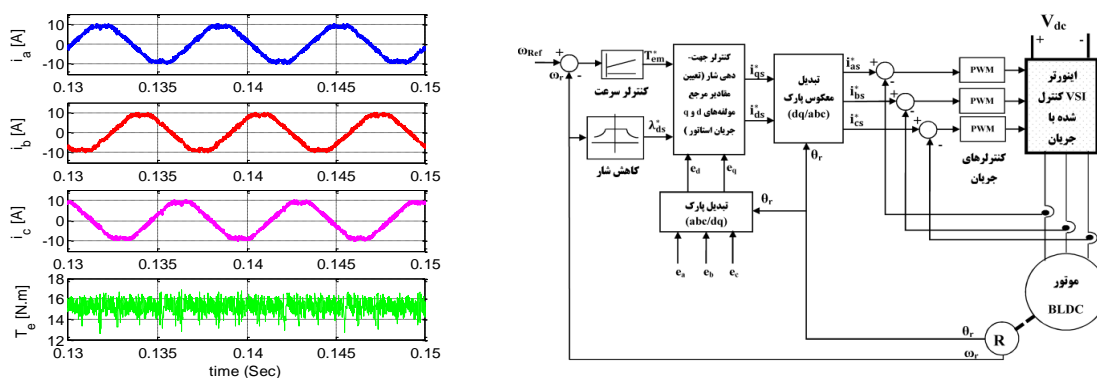 i_a [A]
10
0
-10
0.13 0.135 0.14 0.145 0.15
i_b [A]
10
0
-10
0.13 0.135 0.14 0.145 0.15
i_c [A]
10
0
-10
0.13 0.135 0.14 0.145 0.15
T_e [N.m]
18
16
14
12
0.13 0.135 0.14 0.145 0.15
time (Sec)
ω_Ref
+
-
ω_r
T*_em
کنترلر سرعت
λ*_ds
کاهش شار
کنترلر جهت-
دهی شار (تعیین
مقادیر مرجع
مولفه‌های d و q
جریان استاتور )
i*_qs
i*_ds
e_d e_q
تبدیل پارک
(abc/dq)
e_a e_b e_c
θ_r
تبدیل
معکوس پارک
(dq/abc)
θ_r
i*_as
i*_bs
i*_cs
+
-
+
-
+
-
PWM
PWM
PWM
کنترلرهای
جریان
V_dc
+ -
اینورتر
VSI کنترل
شده با
جریان
موتور
BLDC
R
θ_r
ω_r